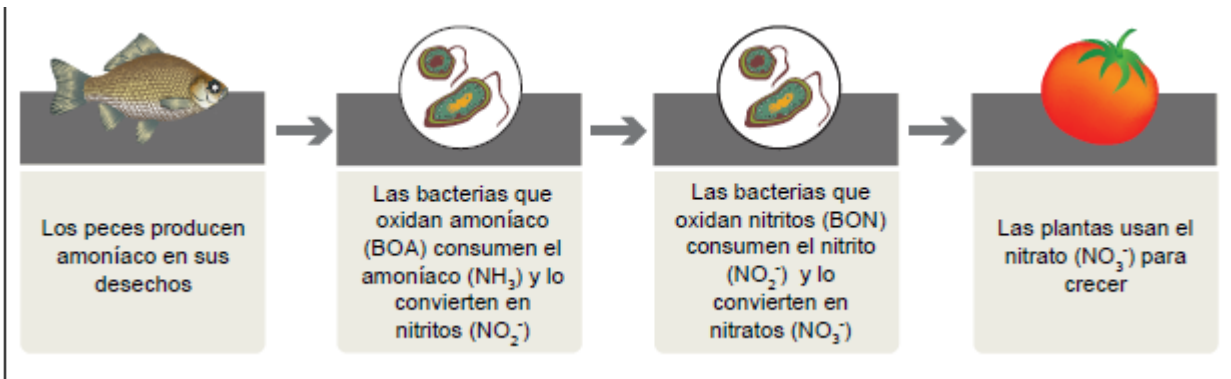 Los peces producen
amoníaco en sus
desechos
Las bacterias que
oxidan amoníaco
(BOA) consumen el
amoníaco (NH₃) y lo
convierten en
nitritos (NO₂⁻)
Las bacterias que
oxidan nitritos (BON)
consumen el nitrito
(NO₂⁻) y lo
convierten en
nitratos (NO₃⁻)
Las plantas usan el
nitrato (NO₃⁻) para
crecer